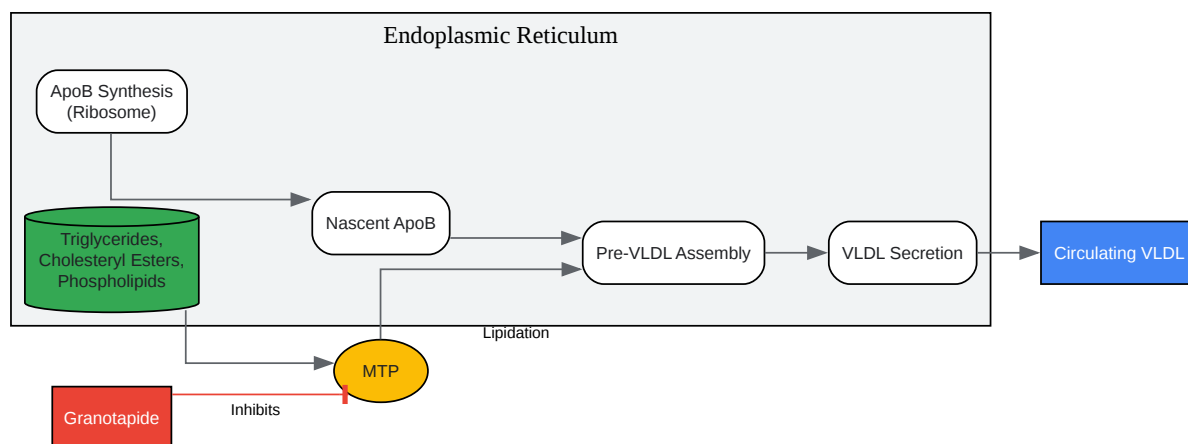 Endoplasmic Reticulum
ApoB Synthesis
(Ribosome)
Triglycerides,
Cholesteryl Esters,
Phospholipids
Nascent ApoB
Pre-VLDL Assembly
VLDL Secretion
Circulating VLDL
Lipidation
MTP
Granotapide
Inhibits